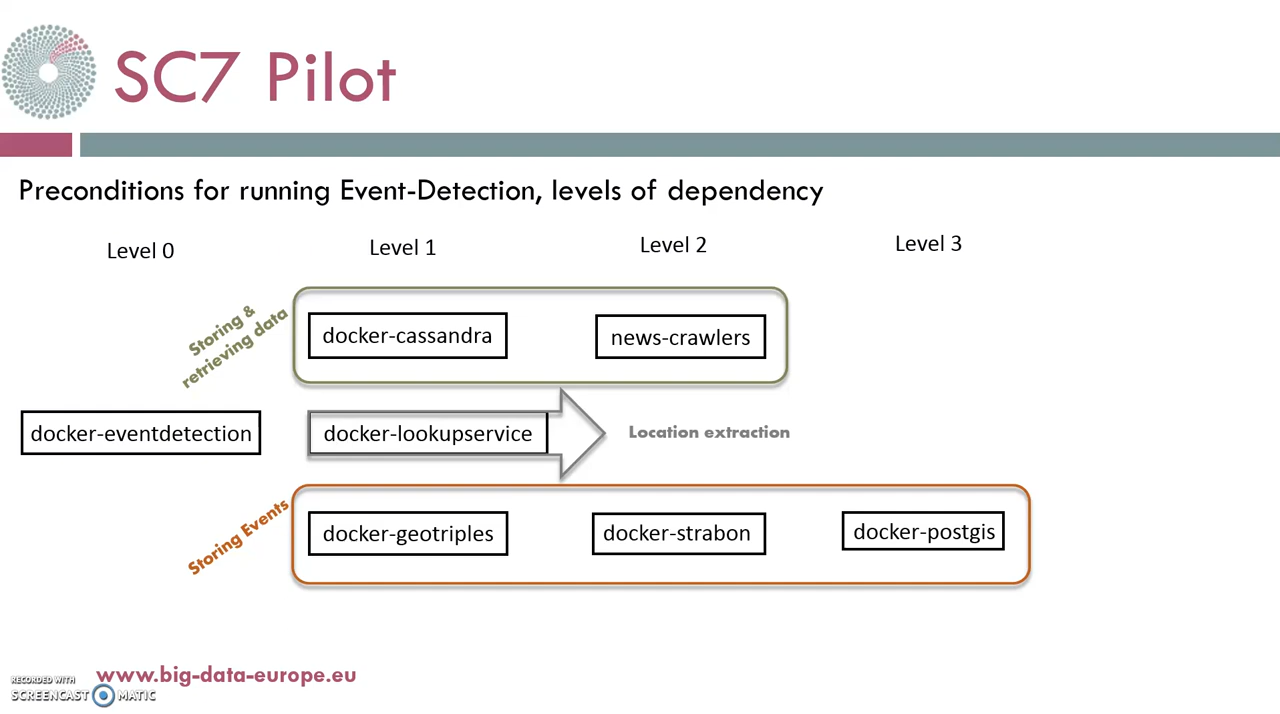 SC7 Pilot
Preconditions for running Event-Detection, levels of dependency
Level 0
Level 1
Level 2
Level 3
Storing &
retrieving data
docker-cassandra
news-crawlers
docker-eventdetection
docker-lookupservice
Location extraction
Storing Events
docker-geotriples
docker-strabon
docker-postgis
www.big-data-europe.eu
RECORDED WITH
SCREENCAST MATIC